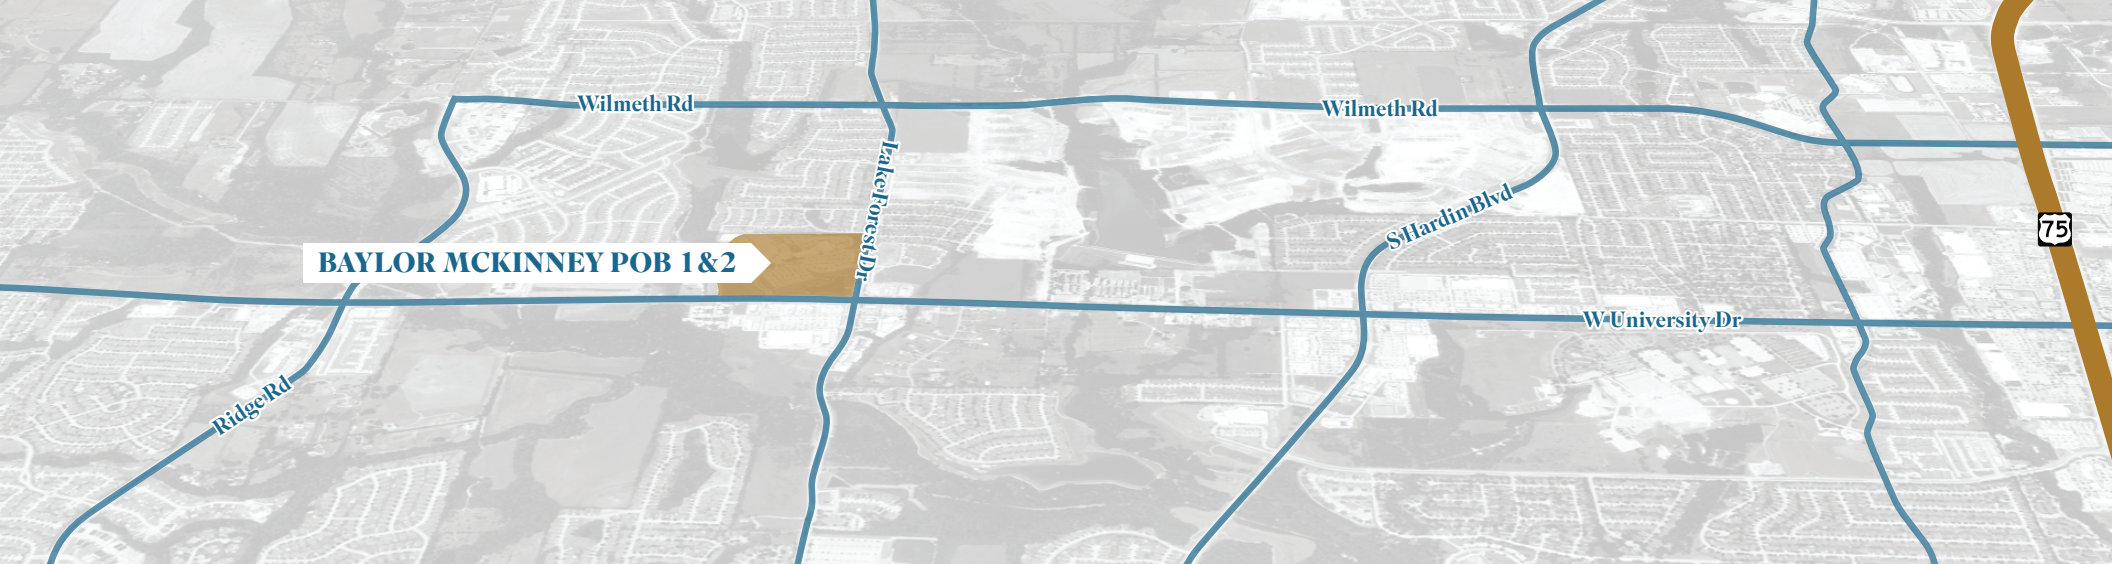 Wilmeth Rd
Wilmeth Rd
Lake Forest Dr.
S Hardin Blvd
75
BAYLOR MCKINNEY POB 1&2
W University Dr
Ridge Rd